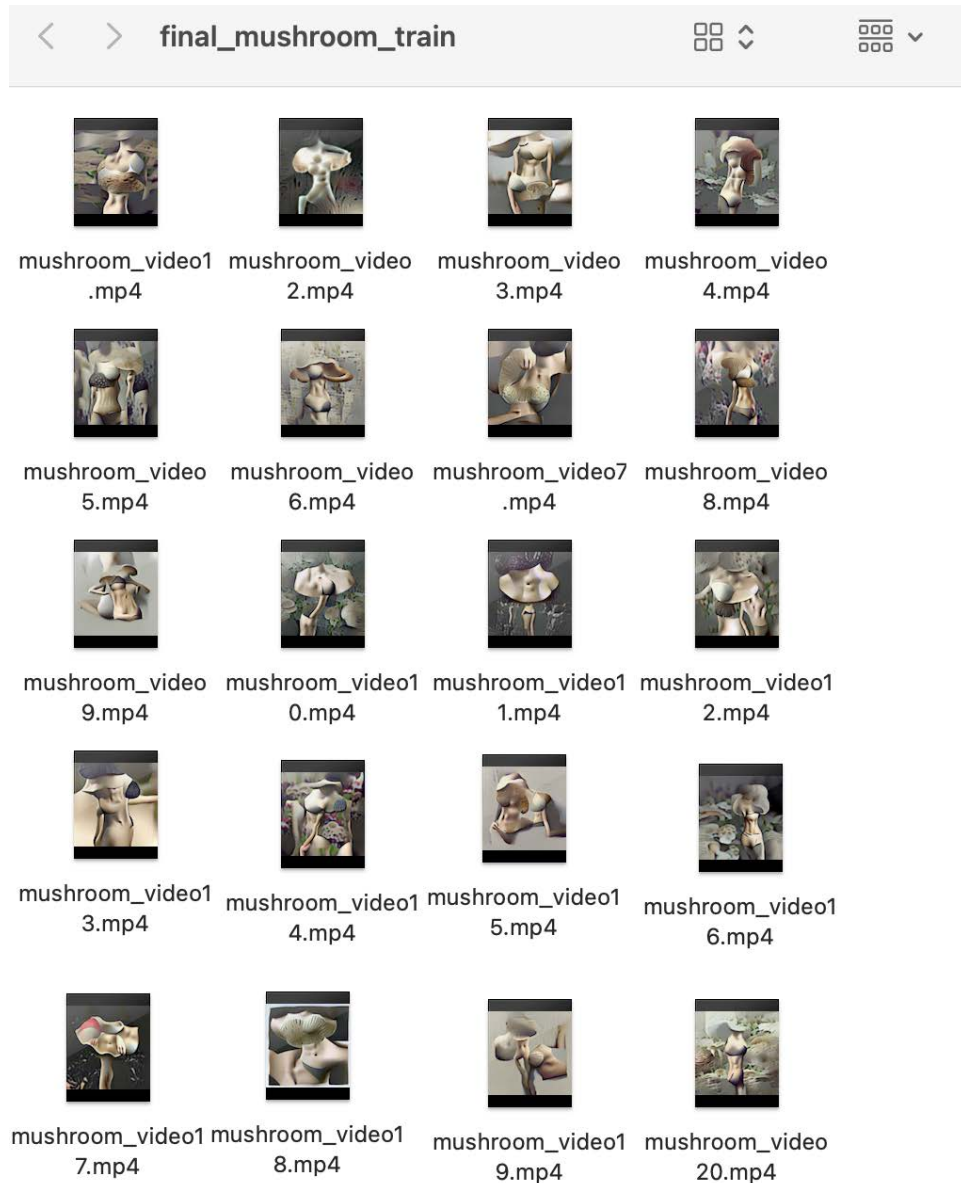 final_mushroom_train
mushroom_video1
.mp4
mushroom_video
2.mp4
mushroom_video
3.mp4
mushroom_video
4.mp4
mushroom_video
5.mp4
mushroom_video
6.mp4
mushroom_video7
.mp4
mushroom_video
8.mp4
mushroom_video
9.mp4
mushroom_video1
0.mp4
mushroom_video1
1.mp4
mushroom_video1
2.mp4
mushroom_video1
3.mp4
mushroom_video1
4.mp4
mushroom_video1
5.mp4
mushroom_video1
6.mp4
mushroom_video1
7.mp4
mushroom_video1
8.mp4
mushroom_video1
9.mp4
mushroom_video
20.mp4